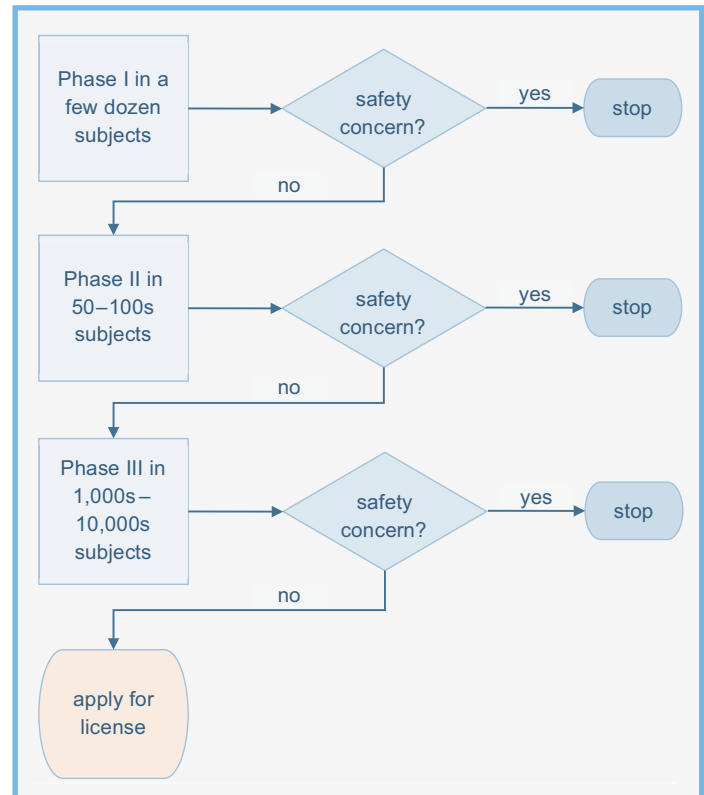 Phase I in a
few dozen
subjects
safety
concern?
yes
stop
no
Phase II in
50–100s
subjects
safety
concern?
yes
stop
no
Phase III in
1,000s–
10,000s
subjects
safety
concern?
yes
stop
no
apply for
license